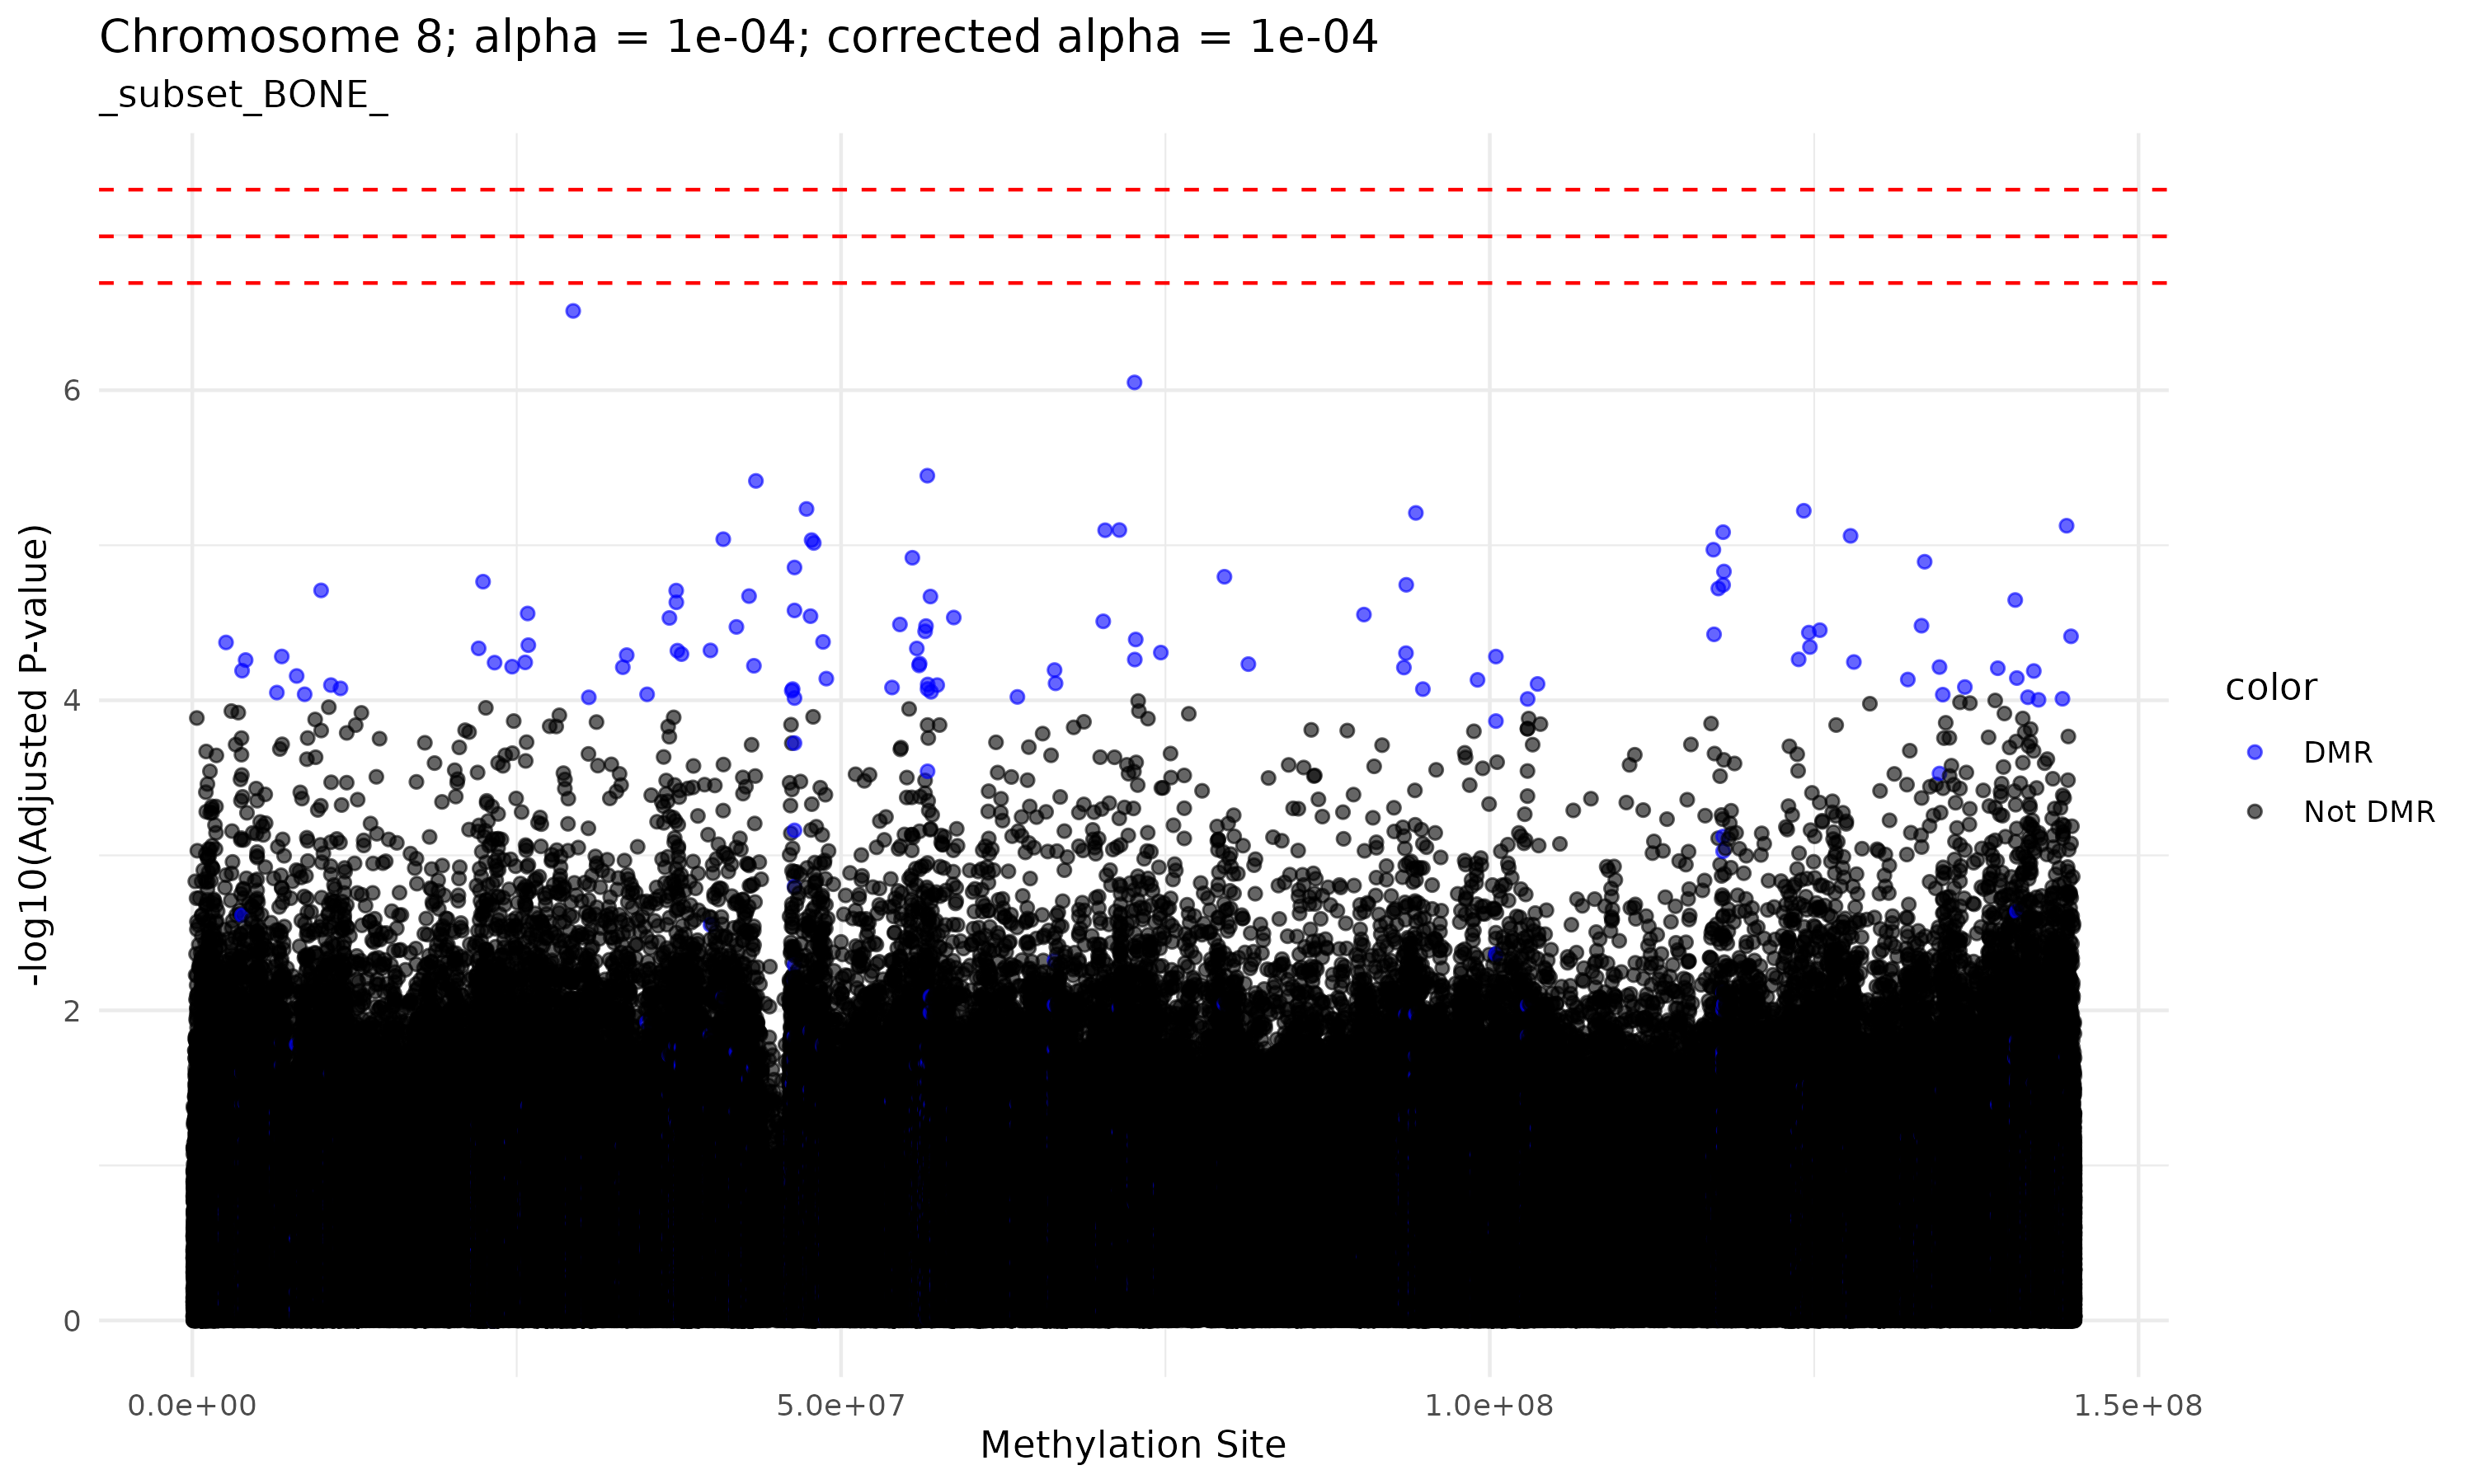 Chromosome 8; alpha = 1e-04; corrected alpha = 1e-04
_subset_BONE_
-log10(Adjusted P-value)
6
4
2
0
0.0e+00
5.0e+07
1.0e+08
1.5e+08
Methylation Site
color
DMR
Not DMR